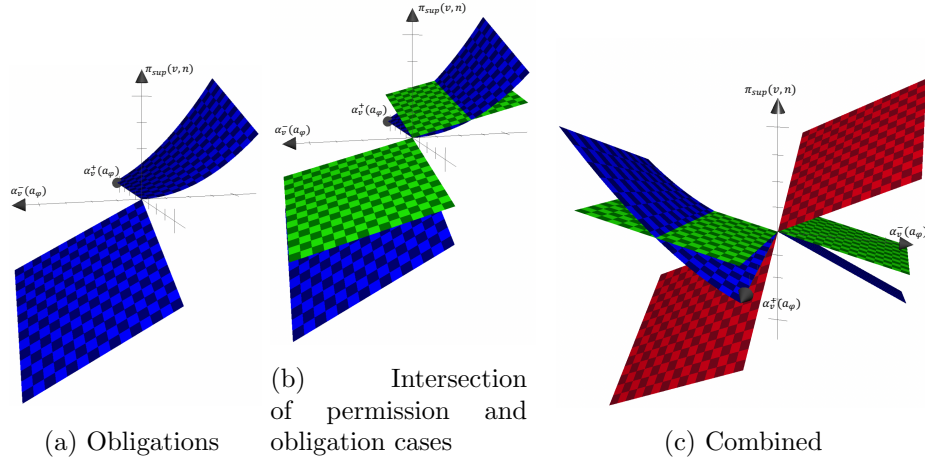 π_sup(v,n)
α_v^+(a_φ)
α_v^-(a_φ)
(a) Obligations
π_sup(v,n)
α_v^+(a_φ)
α_v^-(a_φ)
(b) Intersection
of permission and
obligation cases
π_sup(v,n)
α_v^-(a_φ)
α_v^+(a_φ)
(c) Combined